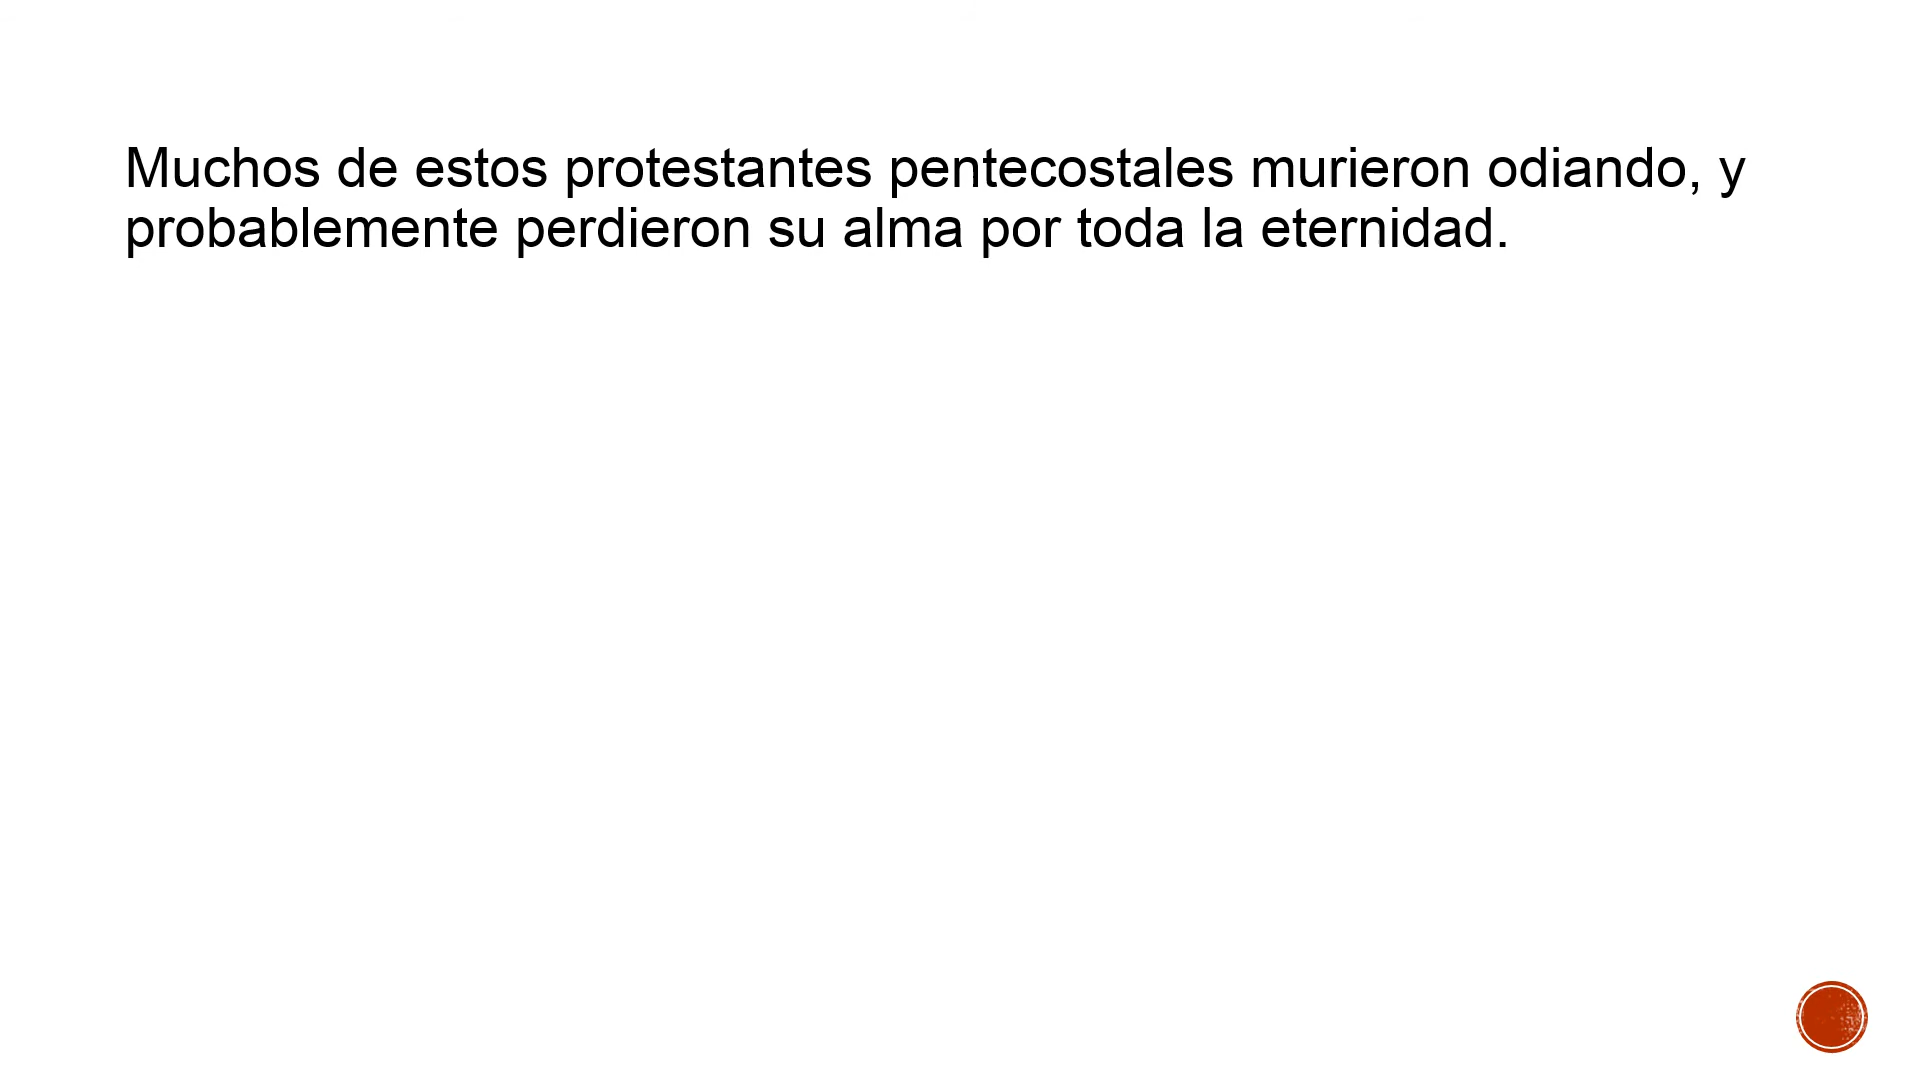 Muchos de estos protestantes pentecostales murieron odiando, y
probablemente perdieron su alma por toda la eternidad.